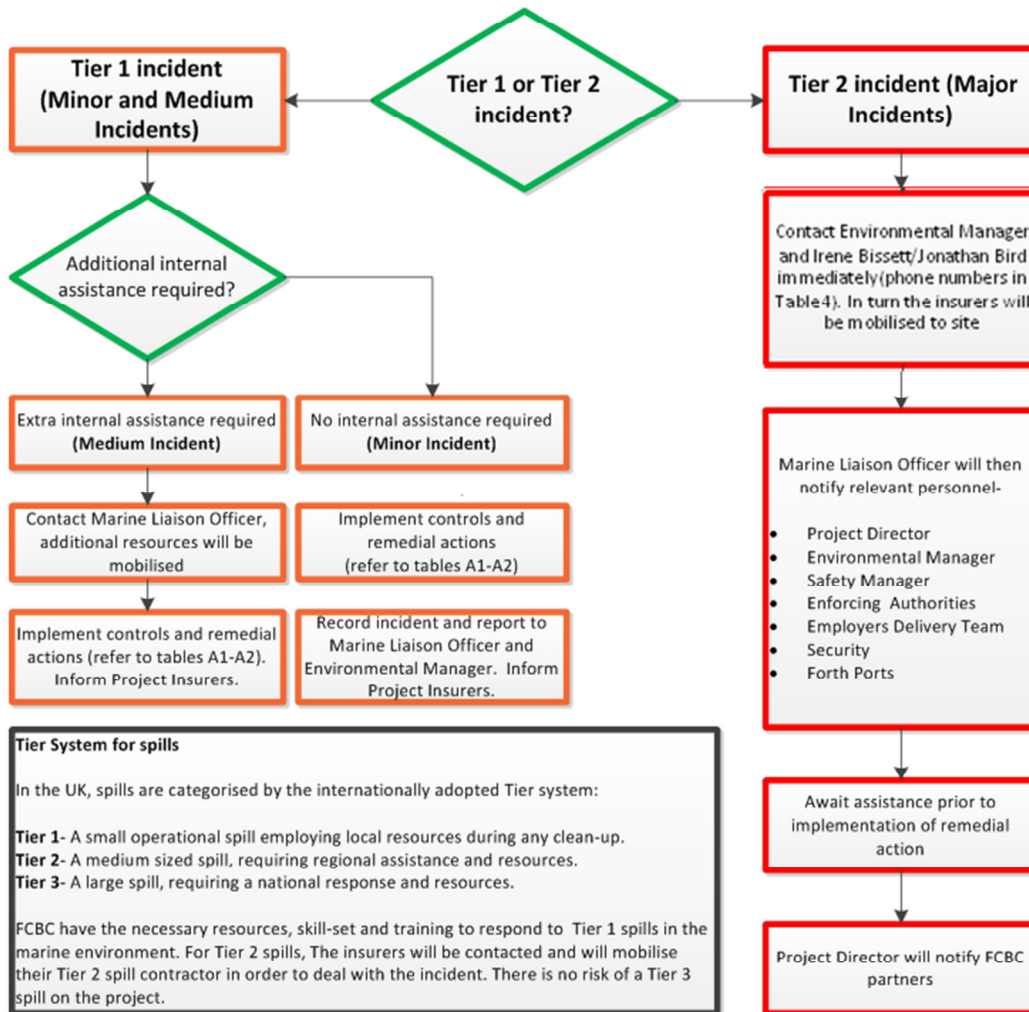 Tier 1 incident
(Minor and Medium
Incidents)
Tier 1 or Tier 2
incident?
Tier 2 incident (Major
Incidents)
Additional internal
assistance required?
Contact Environmental Manager
and Irene Bissett/Jonathan Bird
immediately(phone numbers in
Table4). In turn the insurers will
be mobilised to site
Extra internal assistance required
(Medium Incident)
No internal assistance required
(Minor Incident)
Marine Liaison Officer will then
notify relevant personnel-
• Project Director
• Environmental Manager
• Safety Manager
• Enforcing Authorities
• Employers Delivery Team
• Security
• Forth Ports
Contact Marine Liaison Officer,
additional resources will be
mobilised
Implement controls and
remedial actions
(refer to tables A1-A2)
Implement controls and remedial
actions (refer to tables A1-A2).
Inform Project Insurers.
Record incident and report to
Marine Liaison Officer and
Environmental Manager. Inform
Project Insurers.
Tier System for spills
In the UK, spills are categorised by the internationally adopted Tier system:
Tier 1- A small operational spill employing local resources during any clean-up.
Tier 2- A medium sized spill, requiring regional assistance and resources.
Tier 3- A large spill, requiring a national response and resources.
FCBC have the necessary resources, skill-set and training to respond to Tier 1 spills in the
marine environment. For Tier 2 spills, The insurers will be contacted and will mobilise
their Tier 2 spill contractor in order to deal with the incident. There is no risk of a Tier 3
spill on the project.
Await assistance prior to
implementation of remedial
action
Project Director will notify FCBC
partners